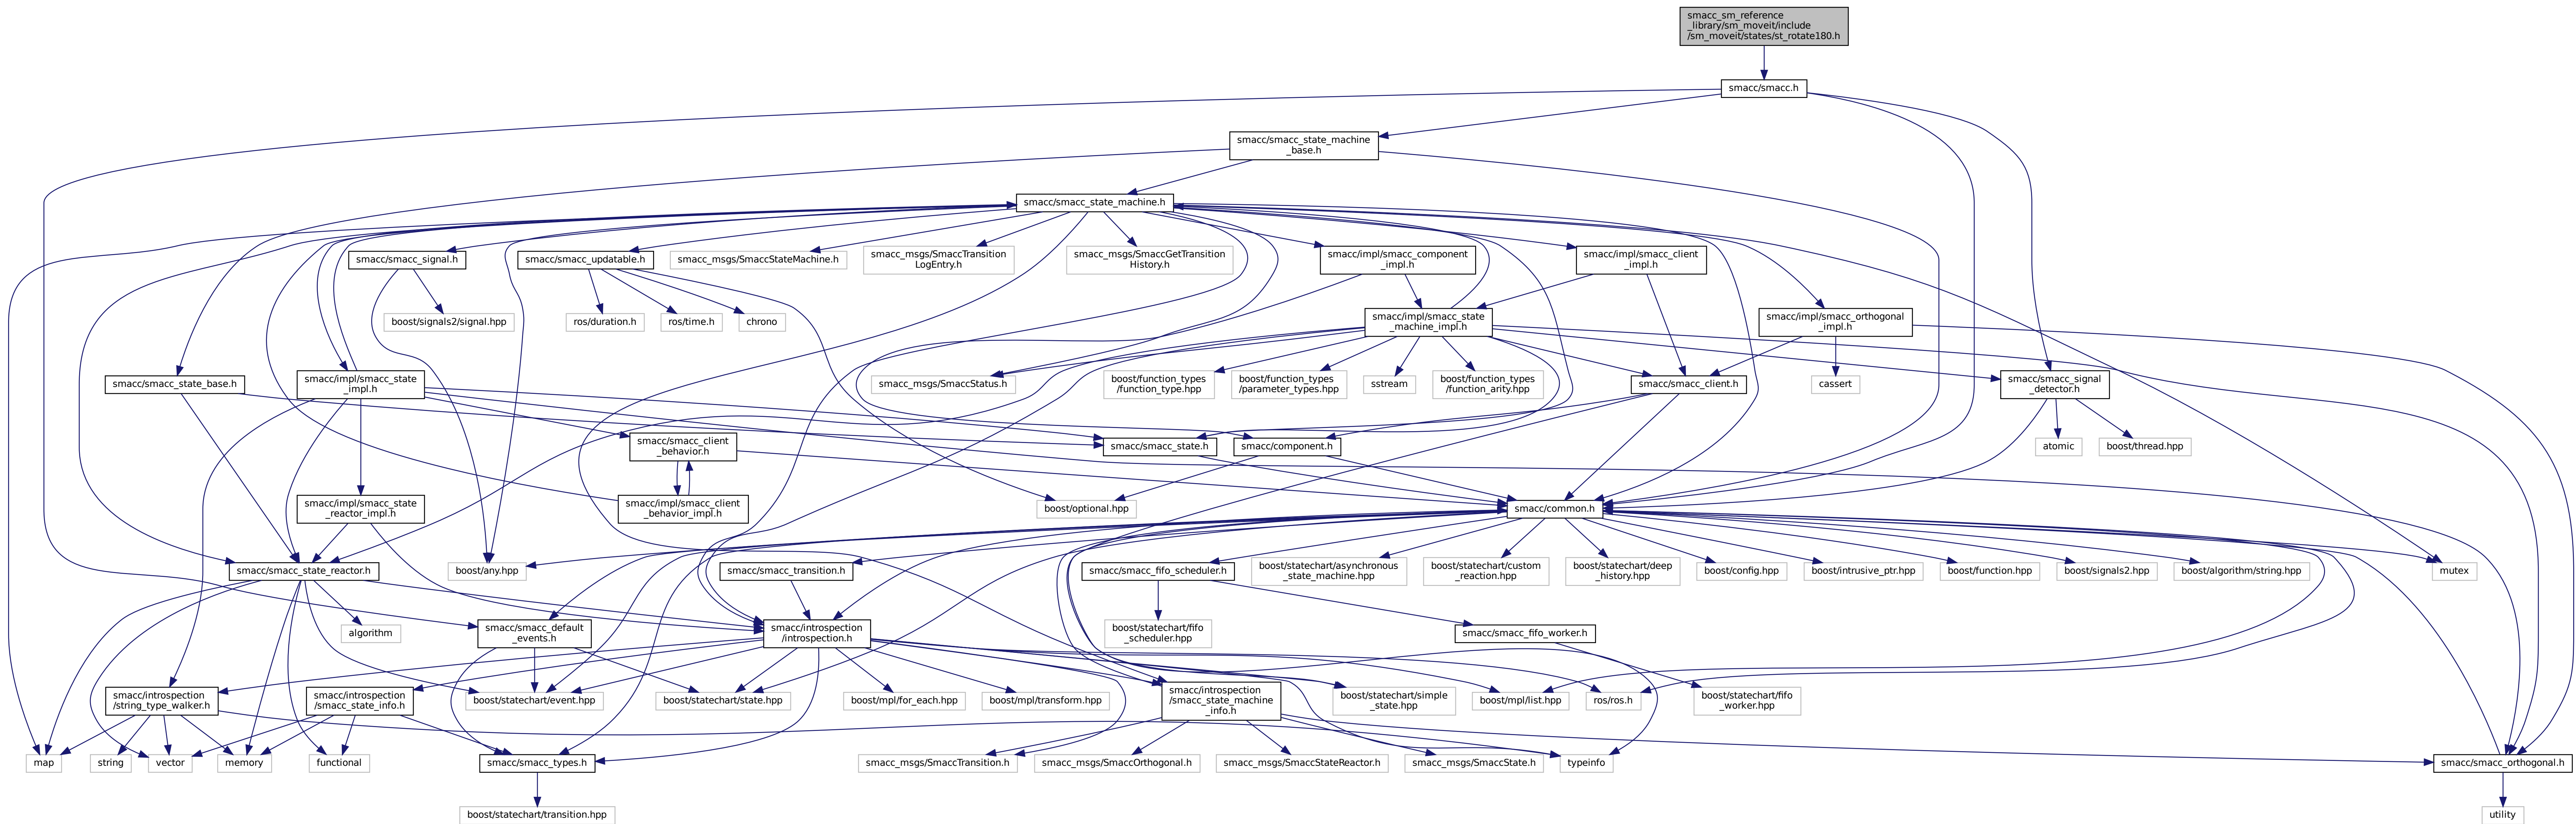 smacc_sm_reference
_library/sm_moveit/include
/sm_moveit/states/st_rotate180.h
smacc/smacc.h
smacc/smacc_state_machine
_base.h
smacc/smacc_state_machine.h
smacc/smacc_signal.h
smacc/smacc_updatable.h
smacc_msgs/SmaccStateMachine.h
smacc_msgs/SmaccTransition
LogEntry.h
smacc_msgs/SmaccGetTransition
History.h
smacc/impl/smacc_component
_impl.h
smacc/impl/smacc_client
_impl.h
boost/signals2/signal.hpp
ros/duration.h
ros/time.h
chrono
smacc/impl/smacc_state
_machine_impl.h
smacc/impl/smacc_orthogonal
_impl.h
smacc/smacc_state_base.h
smacc/impl/smacc_state
_impl.h
smacc_msgs/SmaccStatus.h
boost/function_types
/function_type.hpp
boost/function_types
/parameter_types.hpp
sstream
boost/function_types
/function_arity.hpp
smacc/smacc_client.h
cassert
smacc/smacc_signal
_detector.h
smacc/smacc_client
_behavior.h
smacc/smacc_state.h
smacc/component.h
atomic
boost/thread.hpp
smacc/impl/smacc_state
_reactor_impl.h
smacc/impl/smacc_client
_behavior_impl.h
boost/optional.hpp
smacc/common.h
smacc/smacc_state_reactor.h
boost/any.hpp
smacc/smacc_transition.h
smacc/smacc_fifo_scheduler.h
boost/statechart/asynchronous
_state_machine.hpp
boost/statechart/custom
_reaction.hpp
boost/statechart/deep
_history.hpp
boost/config.hpp
boost/intrusive_ptr.hpp
boost/function.hpp
boost/signals2.hpp
boost/algorithm/string.hpp
mutex
algorithm
smacc/smacc_default
_events.h
smacc/introspection
/introspection.h
boost/statechart/fifo
_scheduler.hpp
smacc/smacc_fifo_worker.h
smacc/introspection
/string_type_walker.h
smacc/introspection
/smacc_state_info.h
boost/statechart/event.hpp
boost/statechart/state.hpp
boost/mpl/for_each.hpp
boost/mpl/transform.hpp
smacc/introspection
/smacc_state_machine
_info.h
boost/statechart/simple
_state.hpp
boost/mpl/list.hpp
ros/ros.h
boost/statechart/fifo
_worker.hpp
map
string
vector
memory
functional
smacc/smacc_types.h
smacc_msgs/SmaccTransition.h
smacc_msgs/SmaccOrthogonal.h
smacc_msgs/SmaccStateReactor.h
smacc_msgs/SmaccState.h
typeinfo
smacc/smacc_orthogonal.h
boost/statechart/transition.hpp
utility